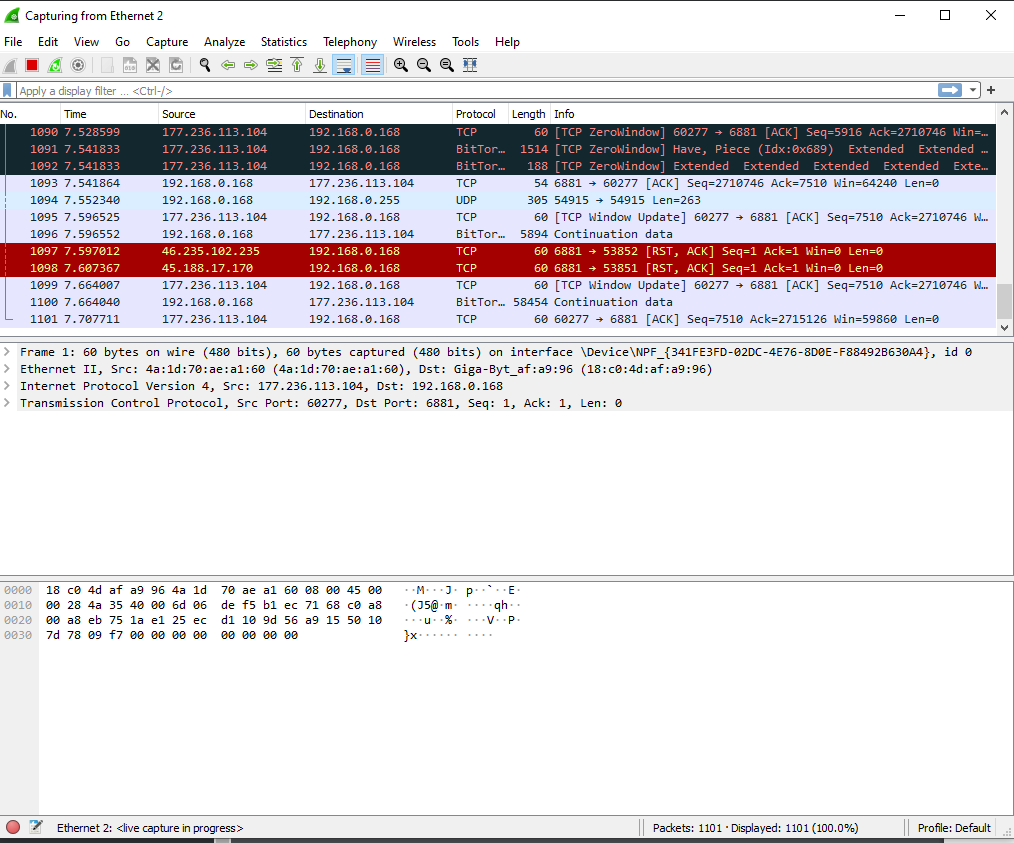 Capturing from Ethernet 2
File Edit View Go Capture Analyze Statistics Telephony Wireless Tools Help
Apply a display filter ... <Ctrl-/>
No. Time Source Destination Protocol Length Info
1090 7.528599 177.236.113.104 192.168.0.168 TCP 60 [TCP ZeroWindow] 60277 → 6881 [ACK] Seq=5916 Ack=2710746 Win=…
1091 7.541833 177.236.113.104 192.168.0.168 BitTor… 1514 [TCP ZeroWindow] Have, Piece (Idx:0x689) Extended Extended …
1092 7.541833 177.236.113.104 192.168.0.168 BitTor… 188 [TCP ZeroWindow] Extended Extended Extended Extended Exte…
1093 7.541864 192.168.0.168 177.236.113.104 TCP 54 6881 → 60277 [ACK] Seq=2710746 Ack=7510 Win=64240 Len=0
1094 7.552340 192.168.0.168 192.168.0.255 UDP 305 54915 → 54915 Len=263
1095 7.596525 177.236.113.104 192.168.0.168 TCP 60 [TCP Window Update] 60277 → 6881 [ACK] Seq=7510 Ack=2710746 W…
1096 7.596552 192.168.0.168 177.236.113.104 BitTor… 5894 Continuation data
1097 7.597012 46.235.102.235 192.168.0.168 TCP 60 6881 → 53852 [RST, ACK] Seq=1 Ack=1 Win=0 Len=0
1098 7.607367 45.188.17.170 192.168.0.168 TCP 60 6881 → 53851 [RST, ACK] Seq=1 Ack=1 Win=0 Len=0
1099 7.664007 177.236.113.104 192.168.0.168 TCP 60 [TCP Window Update] 60277 → 6881 [ACK] Seq=7510 Ack=2710746 W…
1100 7.664040 192.168.0.168 177.236.113.104 BitTor… 58454 Continuation data
1101 7.707711 177.236.113.104 192.168.0.168 TCP 60 60277 → 6881 [ACK] Seq=7510 Ack=2715126 Win=59860 Len=0
Frame 1: 60 bytes on wire (480 bits), 60 bytes captured (480 bits) on interface \Device\NPF_{341FE3FD-02DC-4E76-8D0E-F88492B630A4}, id 0
Ethernet II, Src: 4a:1d:70:ae:a1:60 (4a:1d:70:ae:a1:60), Dst: Giga-Byt_af:a9:96 (18:c0:4d:af:a9:96)
Internet Protocol Version 4, Src: 177.236.113.104, Dst: 192.168.0.168
Transmission Control Protocol, Src Port: 60277, Dst Port: 6881, Seq: 1, Ack: 1, Len: 0
0000 18 c0 4d af a9 96 4a 1d 70 ae a1 60 08 00 45 00 ··M···J· p··`··E·
0010 00 28 4a 35 40 00 6d 06 de f5 b1 ec 71 68 c0 a8 ·(J5@·m· ····qh··
0020 00 a8 eb 75 1a e1 25 ec d1 10 9d 56 a9 15 50 10 ···u··%· ···V··P·
0030 7d 78 09 f7 00 00 00 00 00 00 00 00 }x······ ····
Ethernet 2: <live capture in progress> Packets: 1101 · Displayed: 1101 (100.0%) Profile: Default